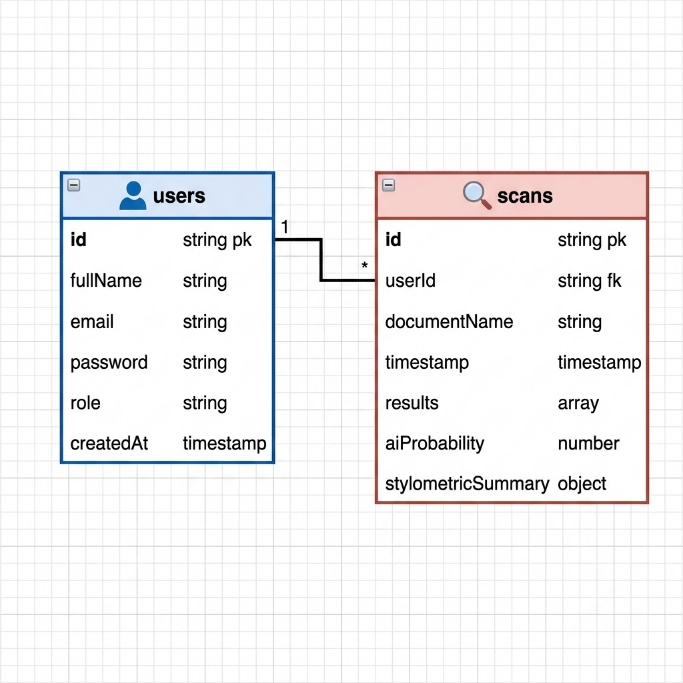 users
id string pk
fullName string
email string
password string
role string
createdAt timestamp
1
*
scans
id string pk
userId string fk
documentName string
timestamp timestamp
results array
aiProbability number
stylometricSummary object